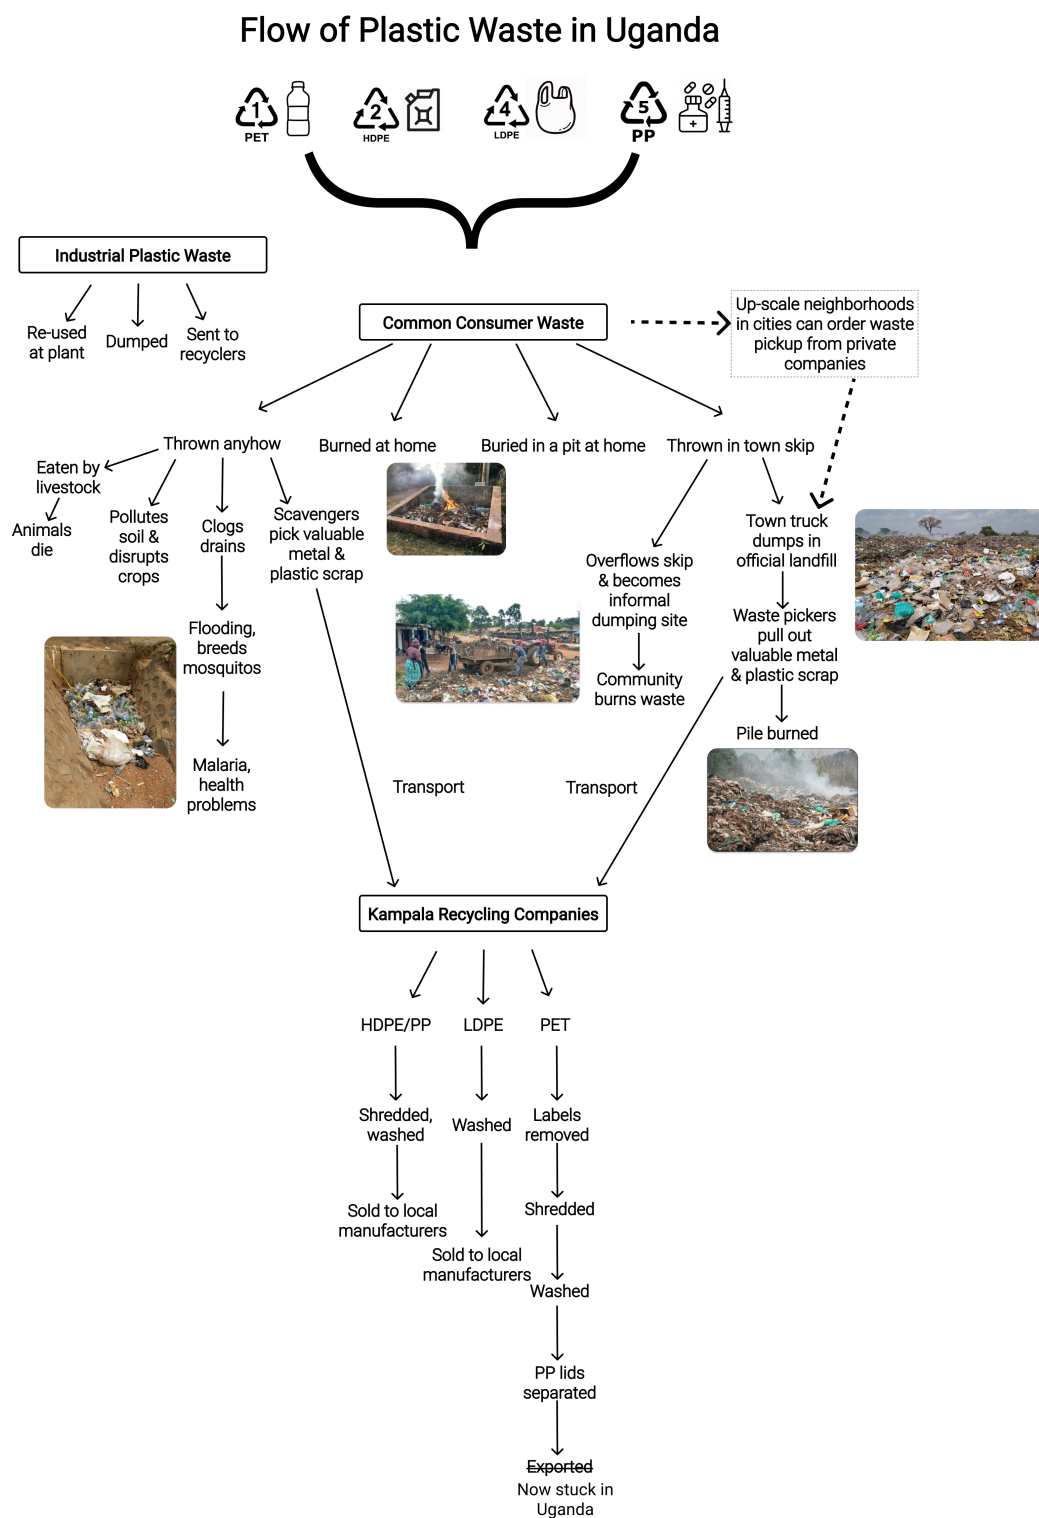 Flow of Plastic Waste in Uganda
1
PET
2
HDPE
4
LDPE
5
PP
Industrial Plastic Waste
Re-used
at plant
Dumped
Sent to
recyclers
Common Consumer Waste
Up-scale neighborhoods
in cities can order waste
pickup from private
companies
Thrown anyhow
Burned at home
Buried in a pit at home
Thrown in town skip
Eaten by
livestock
Animals
die
Pollutes
soil &
disrupts
crops
Clogs
drains
Scavengers
pick valuable
metal &
plastic scrap
Flooding,
breeds
mosquitos
Malaria,
health
problems
Overflows skip
& becomes
informal
dumping site
Community
burns waste
Town truck
dumps in
official landfill
Waste pickers
pull out
valuable metal
& plastic scrap
Pile burned
Transport
Transport
Kampala Recycling Companies
HDPE/PP
LDPE
PET
Shredded,
washed
Sold to local
manufacturers
Washed
Sold to local
manufacturers
Labels
removed
Shredded
Washed
PP lids
separated
Exported
Now stuck in
Uganda